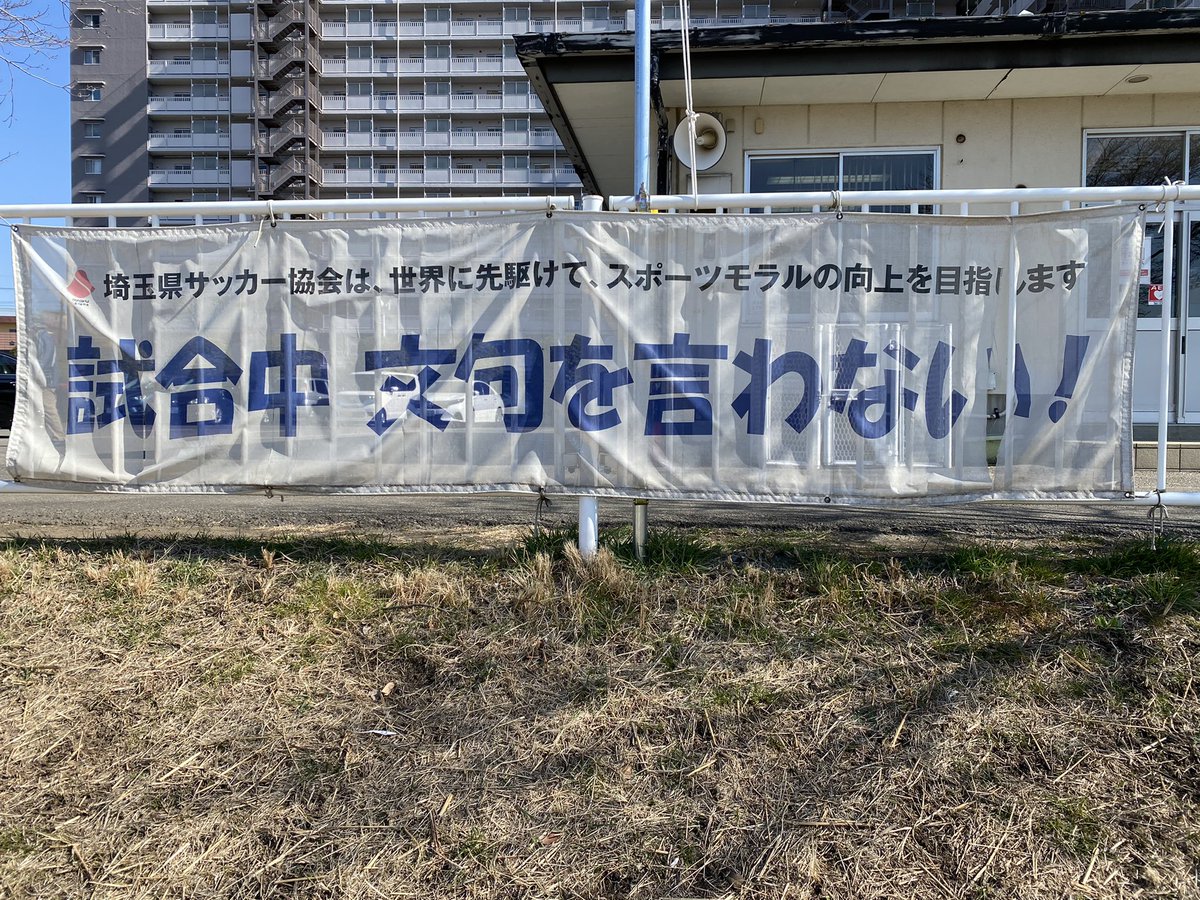 埼玉県サッカー協会は、世界に先駆けて、スポーツモラルの向上を目指します
試合中 文句を言わない!